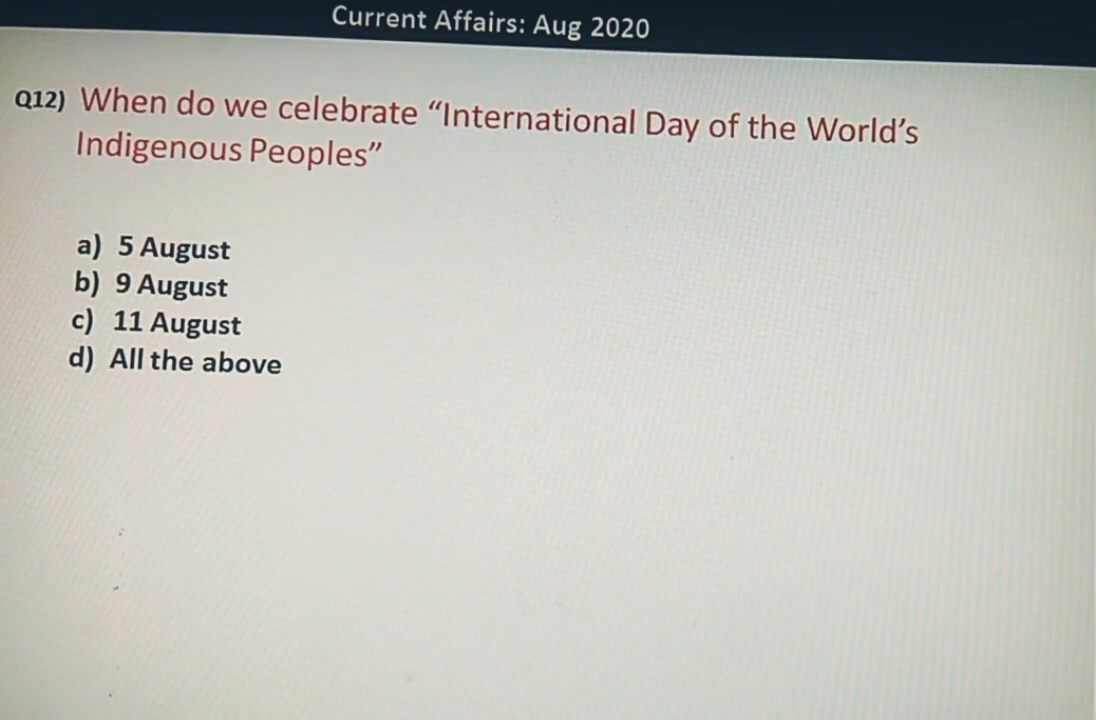 Current Affairs: Aug 2020
Q12) When do we celebrate “International Day of the World’s
Indigenous Peoples”
a) 5 August
b) 9 August
c) 11 August
d) All the above